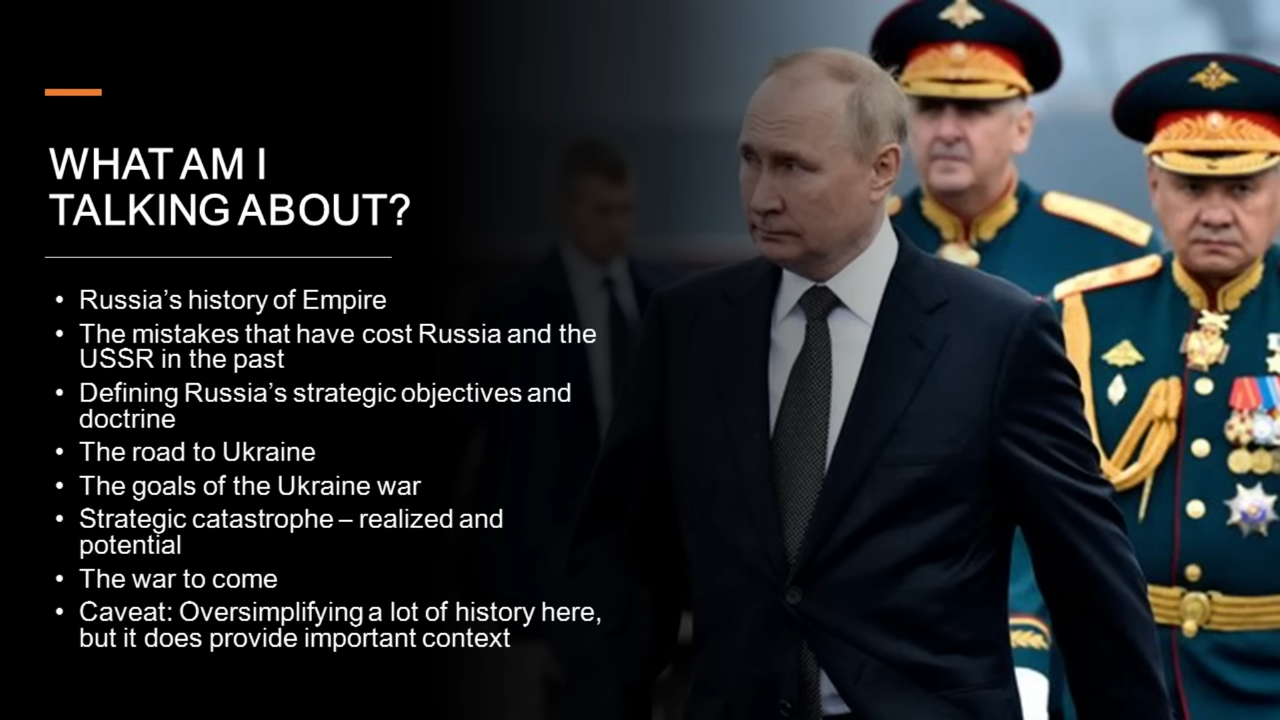 WHAT AM I
TALKING ABOUT?
• Russia’s history of Empire
• The mistakes that have cost Russia and the
USSR in the past
• Defining Russia’s strategic objectives and
doctrine
• The road to Ukraine
• The goals of the Ukraine war
• Strategic catastrophe – realized and
potential
• The war to come
• Caveat: Oversimplifying a lot of history here,
but it does provide important context